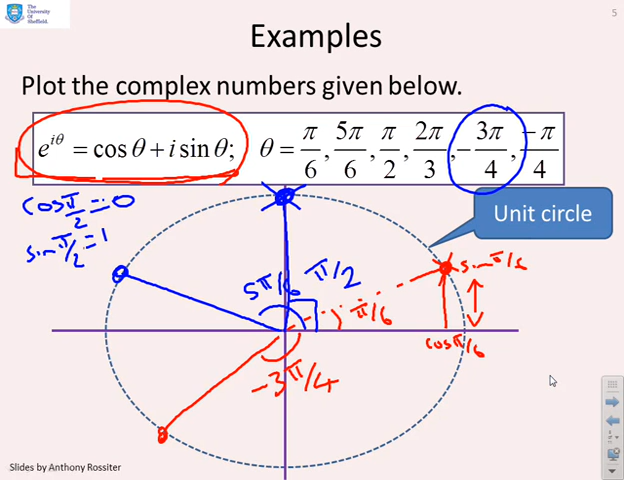 The
University
Of
Sheffield.
5
Examples
Plot the complex numbers given below.
e^{iθ} = cos θ + i sin θ;   θ = π/6, 5π/6, π/2, 2π/3, -3π/4, -π/4
cos π/2 = 0
sin π/2 = 1
Unit circle
sin π/6
5π/6 π/2
π/6
cos π/6
-3π/4
Slides by Anthony Rossiter